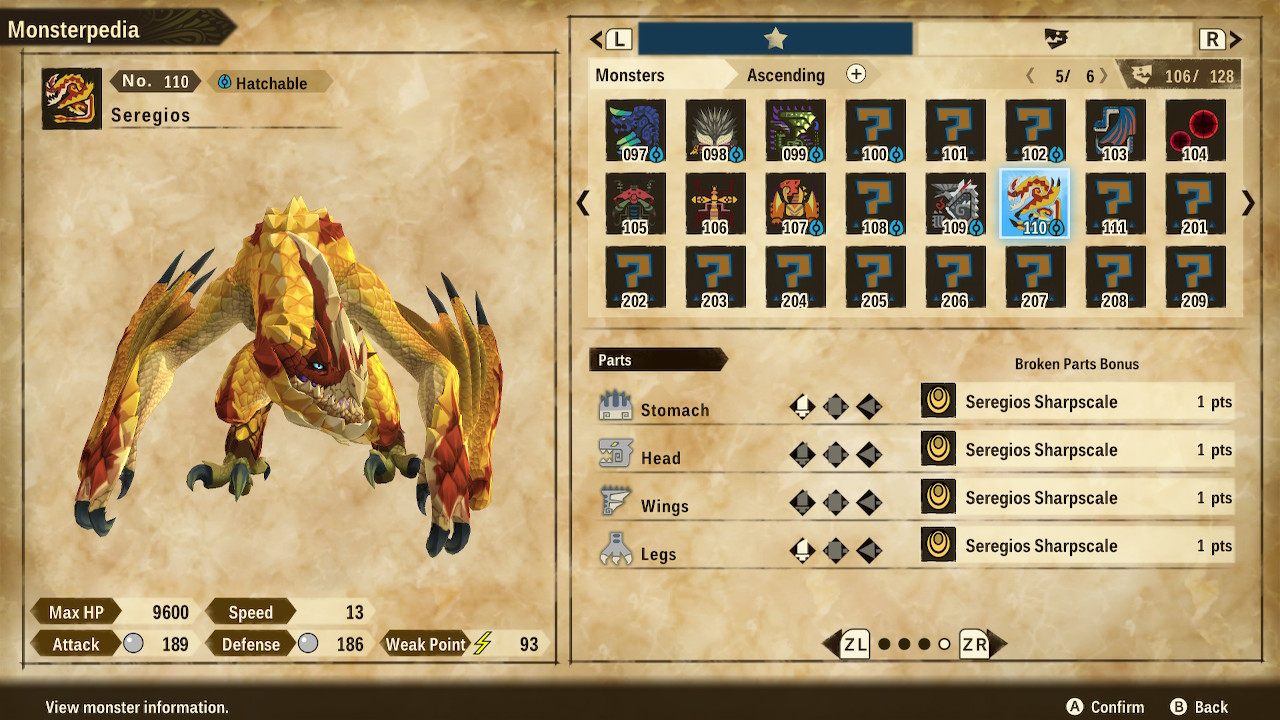 Monsterpedia
No. 110
Hatchable
Seregios
L
R
Monsters
Ascending
5/ 6
106/ 128
097 098 099 100 101 102 103 104
105 106 107 108 109 110 111 201
202 203 204 205 206 207 208 209
Parts
Broken Parts Bonus
Stomach
Seregios Sharpscale 1 pts
Head
Seregios Sharpscale 1 pts
Wings
Seregios Sharpscale 1 pts
Legs
Seregios Sharpscale 1 pts
Max HP 9600
Speed 13
Attack 189
Defense 186
Weak Point 93
ZL
ZR
View monster information.
A Confirm
B Back